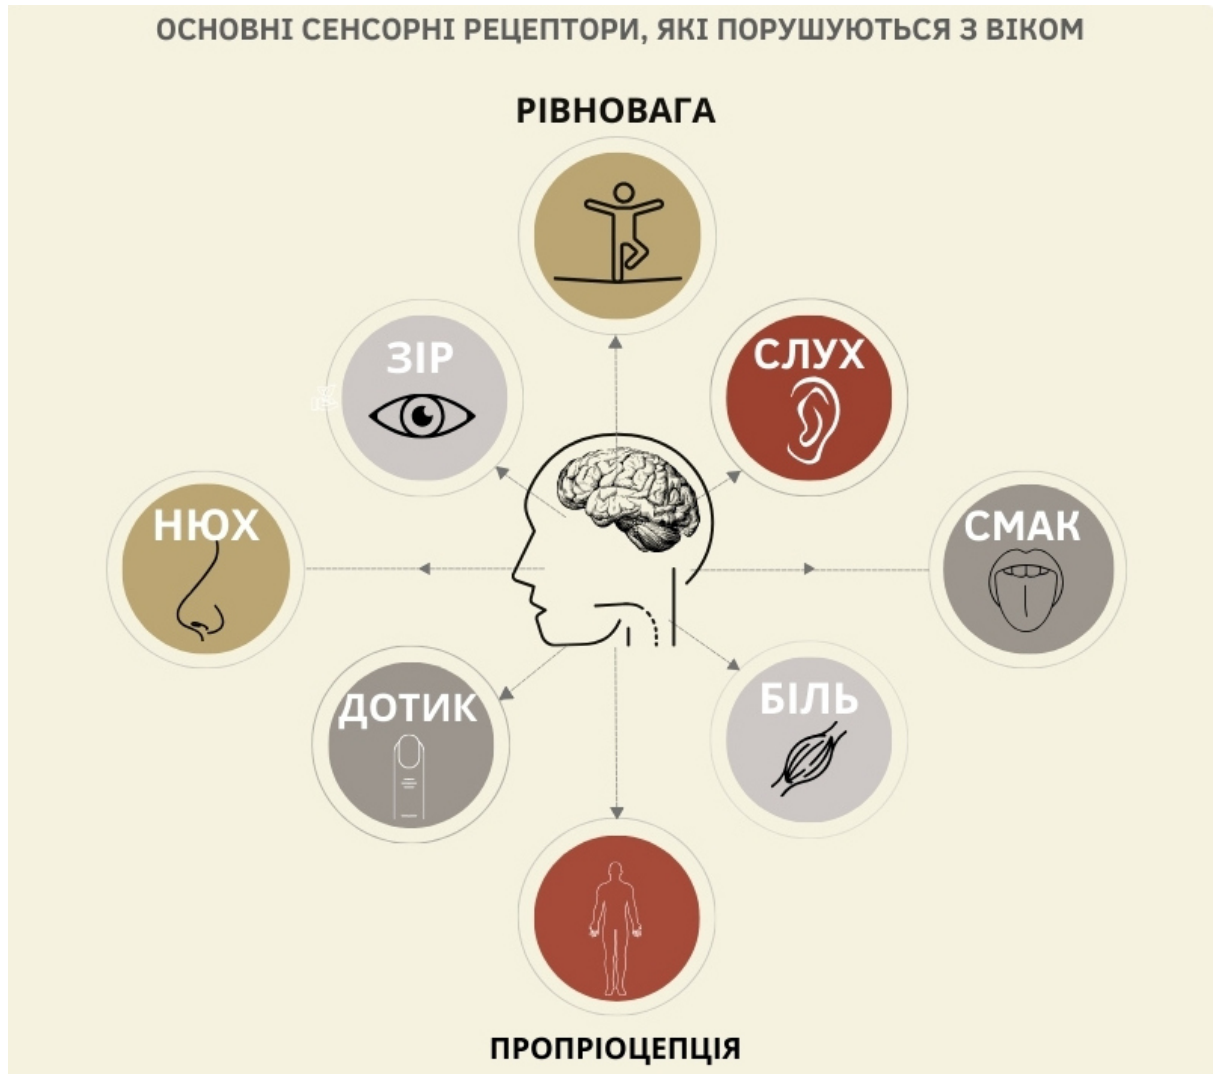 ОСНОВНІ СЕНСОРНІ РЕЦЕПТОРИ, ЯКІ ПОРУШУЮТЬСЯ З ВІКОМ
РІВНОВАГА
ЗІР
СЛУХ
НЮХ
СМАК
ДОТИК
БІЛЬ
ПРОПРІОЦЕПЦІЯ